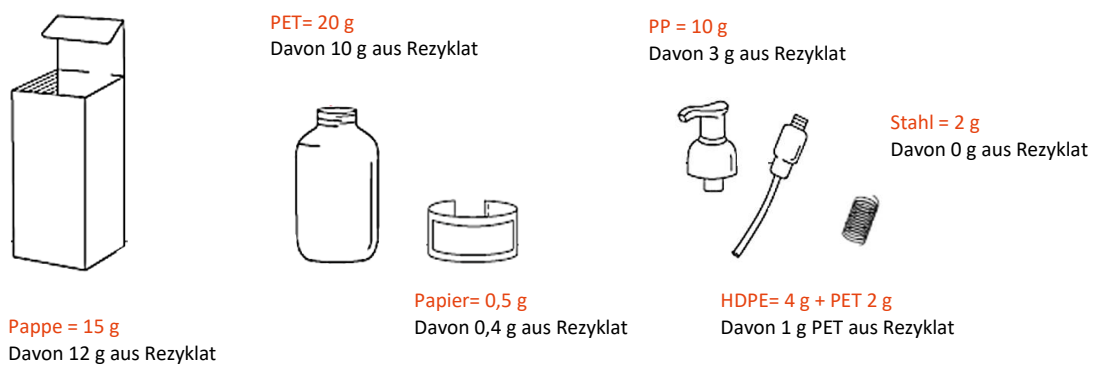 PET= 20 g
Davon 10 g aus Rezyklat
PP = 10 g
Davon 3 g aus Rezyklat
Stahl = 2 g
Davon 0 g aus Rezyklat
Papier= 0,5 g
Davon 0,4 g aus Rezyklat
HDPE= 4 g + PET 2 g
Davon 1 g PET aus Rezyklat
Pappe = 15 g
Davon 12 g aus Rezyklat